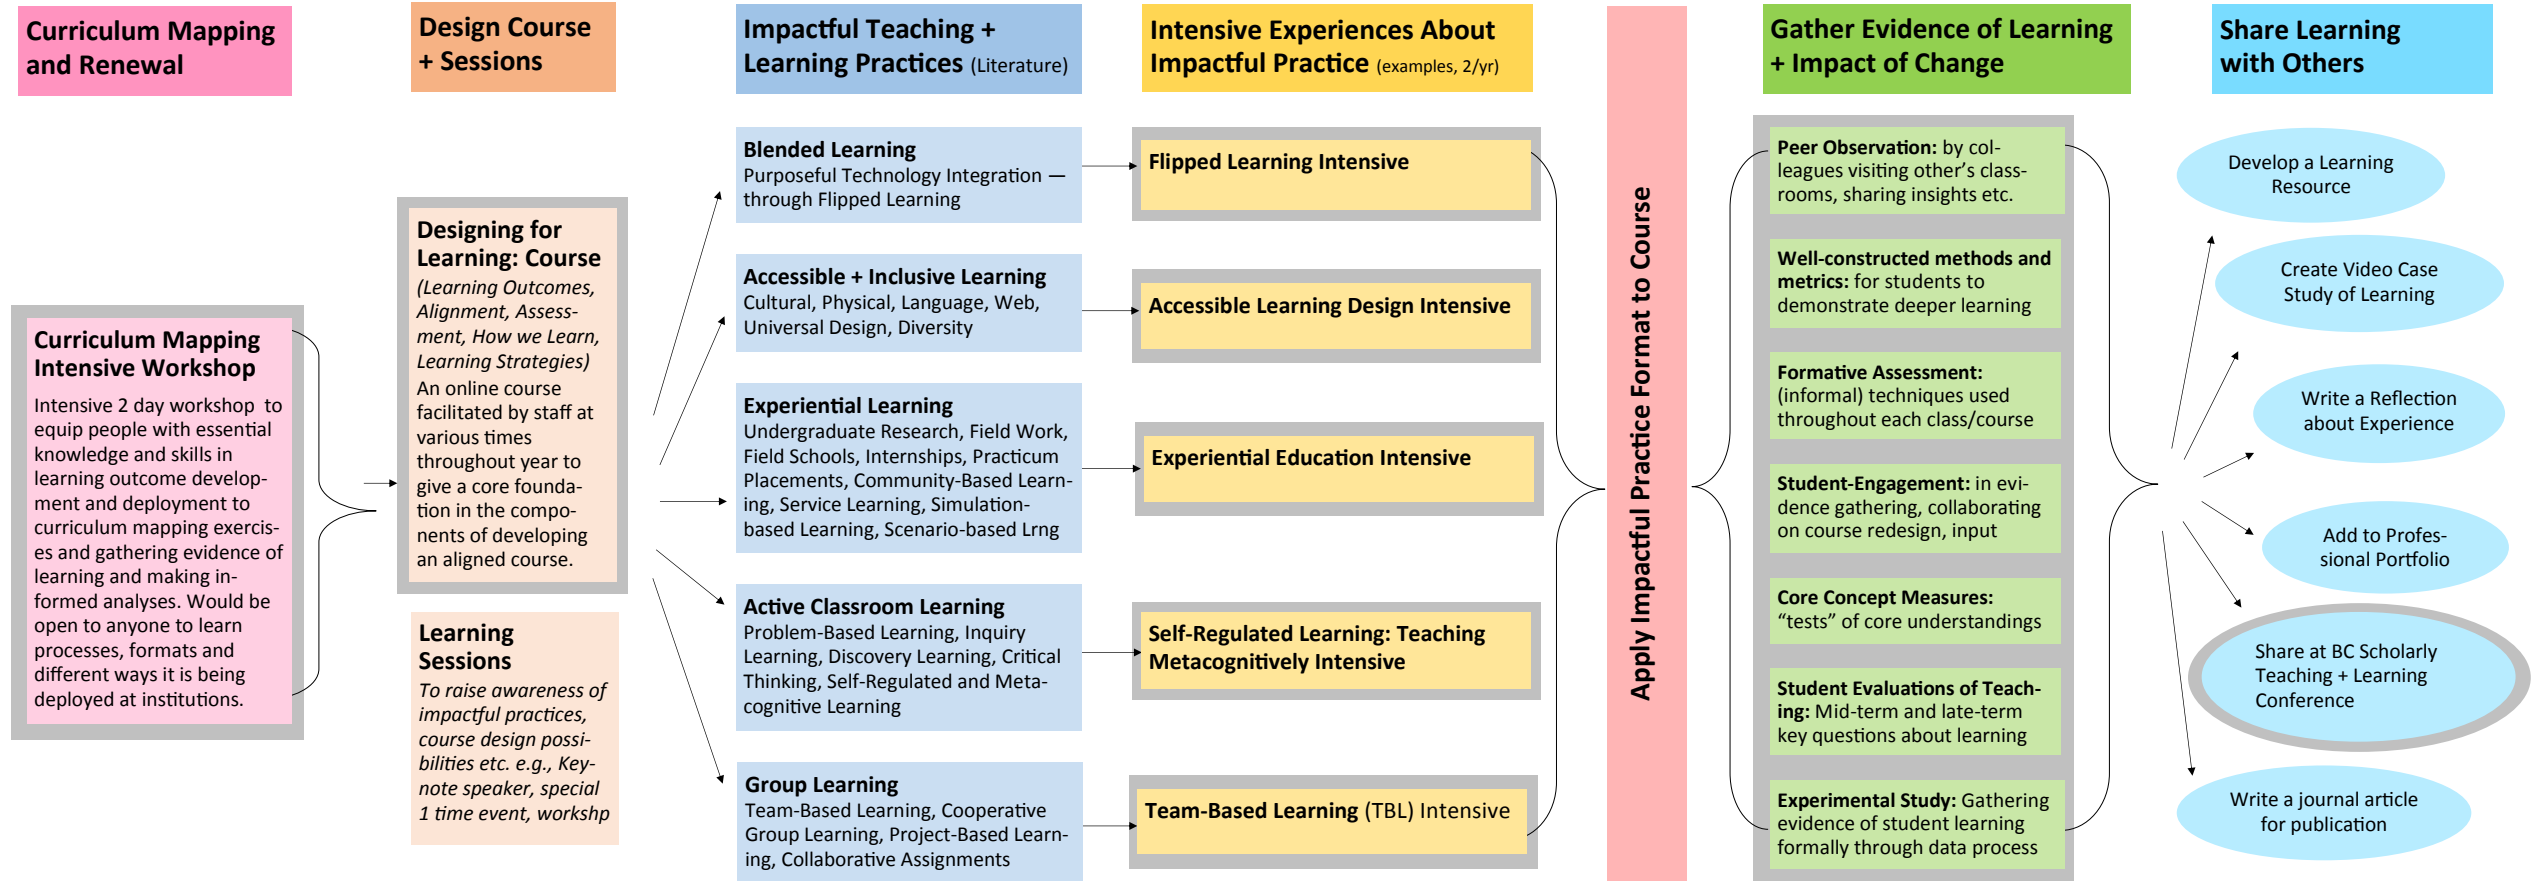 Curriculum Mapping
and Renewal
Design Course
+ Sessions
Impactful Teaching +
Learning Practices (Literature)
Intensive Experiences About
Impactful Practice (examples, 2/yr)
Gather Evidence of Learning
+ Impact of Change
Share Learning
with Others
Curriculum Mapping
Intensive Workshop
Intensive 2 day workshop  to
equip people with essential
knowledge and skills in
learning outcome develop-
ment and deployment to
curriculum mapping exercis-
es and gathering evidence of
learning and making in-
formed analyses. Would be
open to anyone to learn
processes, formats and
different ways it is being
deployed at institutions.
Designing for
Learning: Course
(Learning Outcomes,
Alignment, Assess-
ment, How we Learn,
Learning Strategies)
An online course
facilitated by staff at
various times
throughout year to
give a core founda-
tion in the compo-
nents of developing
an aligned course.
Learning
Sessions
To raise awareness of
impactful practices,
course design possi-
bilities etc. e.g., Key-
note speaker, special
1 time event, workshp
Blended Learning
Purposeful Technology Integration —
through Flipped Learning
Accessible + Inclusive Learning
Cultural, Physical, Language, Web,
Universal Design, Diversity
Experiential Learning
Undergraduate Research, Field Work,
Field Schools, Internships, Practicum
Placements, Community-Based Learn-
ing, Service Learning, Simulation-
based Learning, Scenario-based Lrng
Active Classroom Learning
Problem-Based Learning, Inquiry
Learning, Discovery Learning, Critical
Thinking, Self-Regulated and Meta-
cognitive Learning
Group Learning
Team-Based Learning, Cooperative
Group Learning, Project-Based Learn-
ing, Collaborative Assignments
Flipped Learning Intensive
Accessible Learning Design Intensive
Experiential Education Intensive
Self-Regulated Learning: Teaching
Metacognitively Intensive
Team-Based Learning (TBL) Intensive
Apply Impactful Practice Format to Course
Peer Observation: by col-
leagues visiting other's class-
rooms, sharing insights etc.
Well-constructed methods and
metrics: for students to
demonstrate deeper learning
Formative Assessment:
(informal) techniques used
throughout each class/course
Student-Engagement: in evi-
dence gathering, collaborating
on course redesign, input
Core Concept Measures:
“tests” of core understandings
Student Evaluations of Teach-
ing: Mid-term and late-term
key questions about learning
Experimental Study: Gathering
evidence of student learning
formally through data process
Develop a Learning
Resource
Create Video Case
Study of Learning
Write a Reflection
about Experience
Add to Profes-
sional Portfolio
Share at BC Scholarly
Teaching + Learning
Conference
Write a journal article
for publication